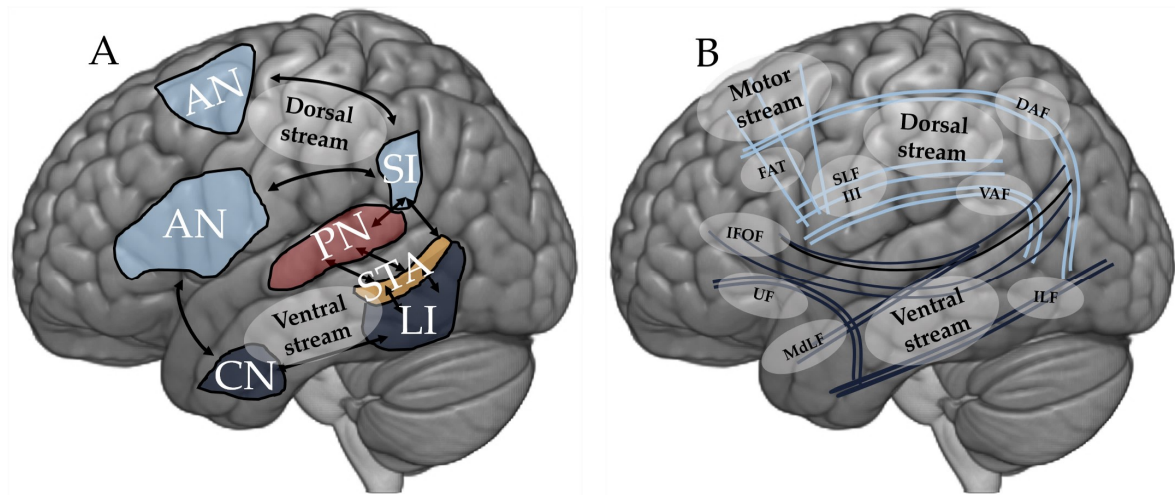 A
AN
Dorsal
stream
SI
AN
PN
STA
LI
Ventral
stream
CN
B
Motor
stream
DAF
Dorsal
stream
FAT
SLF
III
VAF
IFOF
UF
ILF
Ventral
stream
MdLF